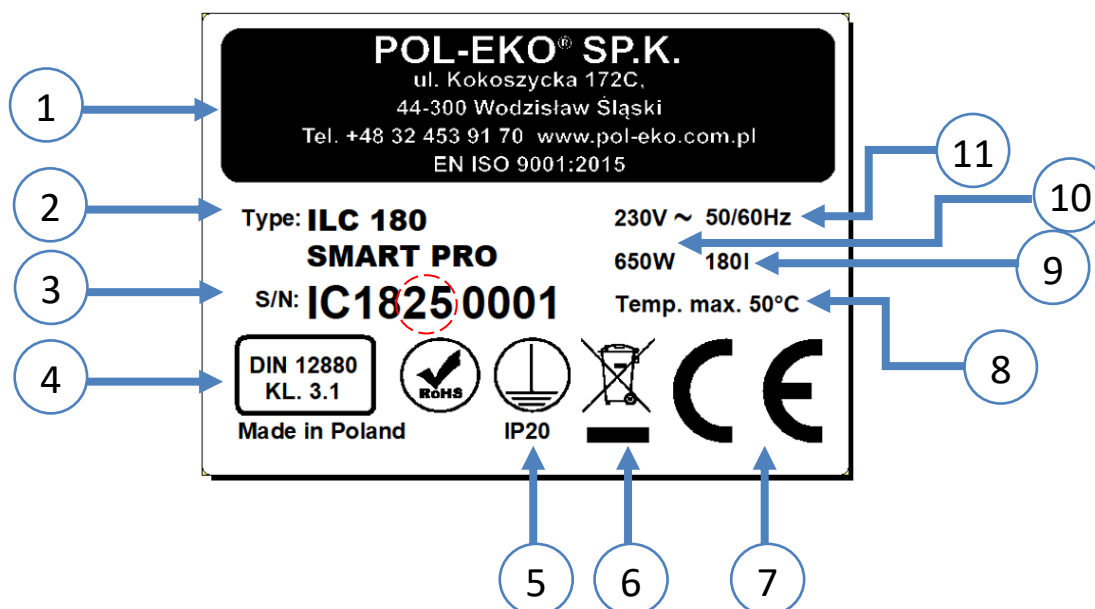 POL-EKO® SP.K.
ul. Kokoszycka 172C,
44-300 Wodzisław Śląski
Tel. +48 32 453 91 70 www.pol-eko.com.pl
EN ISO 9001:2015
1
11
2
Type: ILC 180
SMART PRO
230V ~ 50/60Hz
10
650W 180l
9
3
S/N: IC18250001
Temp. max. 50°C
8
4
DIN 12880
KL. 3.1
RoHS
CE
Made in Poland
IP20
5
6
7